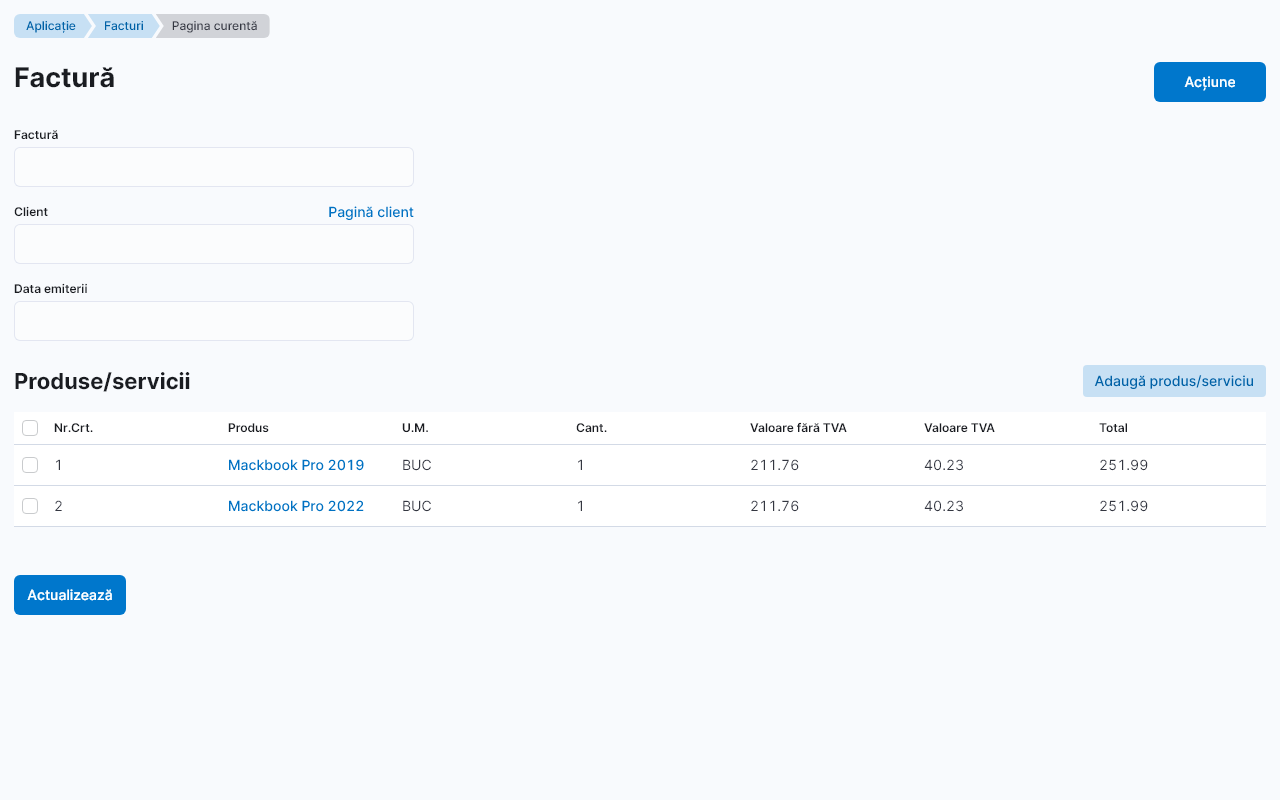 Aplicație Facturi Pagina curentă
Factură
Acțiune
Factură
Client Pagină client
Data emiterii
Produse/servicii
Adaugă produs/serviciu
Nr.Crt. Produs U.M. Cant. Valoare fără TVA Valoare TVA Total
1 Mackbook Pro 2019 BUC 1 211.76 40.23 251.99
2 Mackbook Pro 2022 BUC 1 211.76 40.23 251.99
Actualizează